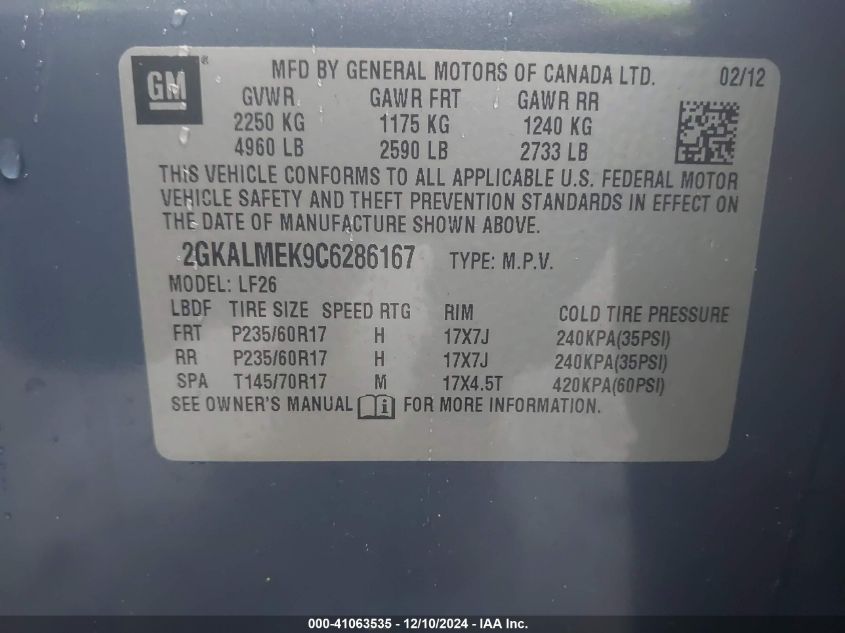 GM ® MFD BY GENERAL MOTORS OF CANADA LTD. 02/12
GVWR GAWR FRT GAWR RR
2250 KG 1175 KG 1240 KG
4960 LB 2590 LB 2733 LB
THIS VEHICLE CONFORMS TO ALL APPLICABLE U.S. FEDERAL MOTOR
VEHICLE SAFETY AND THEFT PREVENTION STANDARDS IN EFFECT ON
THE DATE OF MANUFACTURE SHOWN ABOVE.
2GKALMEK9C6286167 TYPE: M.P.V.
MODEL: LF26
LBDF TIRE SIZE SPEED RTG RIM COLD TIRE PRESSURE
FRT P235/60R17 H 17X7J 240KPA(35PSI)
RR P235/60R17 H 17X7J 240KPA(35PSI)
SPA T145/70R17 M 17X4.5T 420KPA(60PSI)
SEE OWNER'S MANUAL i FOR MORE INFORMATION.
000-41063535 - 12/10/2024 - IAA Inc.